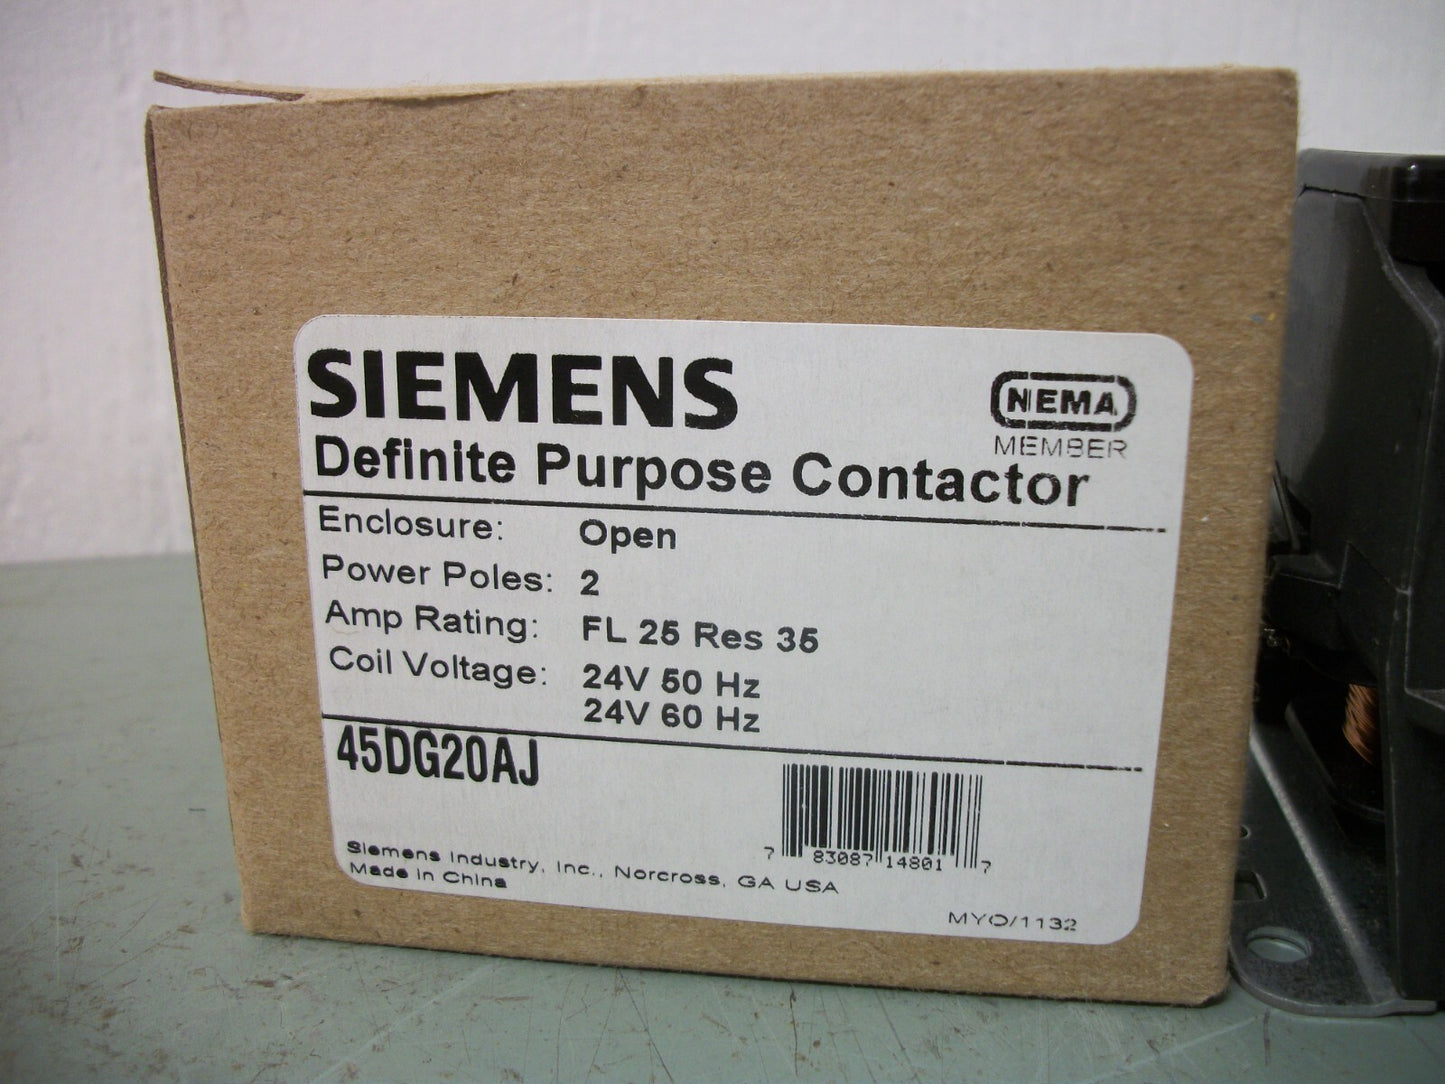 SIEMENS
NEMA
MEMBER
Definite Purpose Contactor
Enclosure: Open
Power Poles: 2
Amp Rating: FL 25 Res 35
Coil Voltage: 24V 50 Hz
24V 60 Hz
45DG20AJ
7 83087 14801 7
Siemens Industry, Inc., Norcross, GA USA
Made in China
MYO/1132